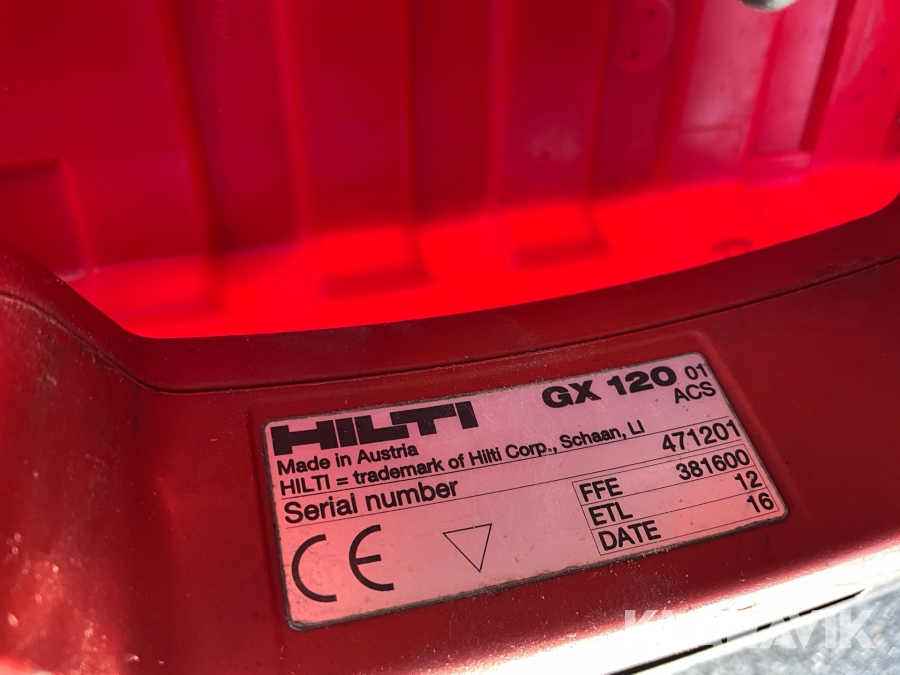 HILTI GX 120 01
ACS
Made in Austria
HILTI = trademark of Hilti Corp., Schaan, LI
Serial number 471201
FFE 381600
ETL 12
DATE 16
CE
KLARAVIK